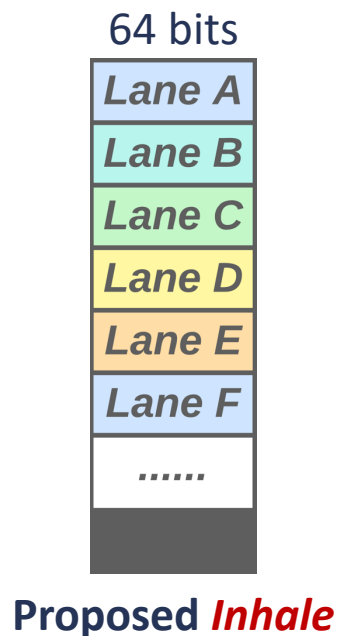 64 bits
Lane A
Lane B
Lane C
Lane D
Lane E
Lane F
......
Proposed Inhale